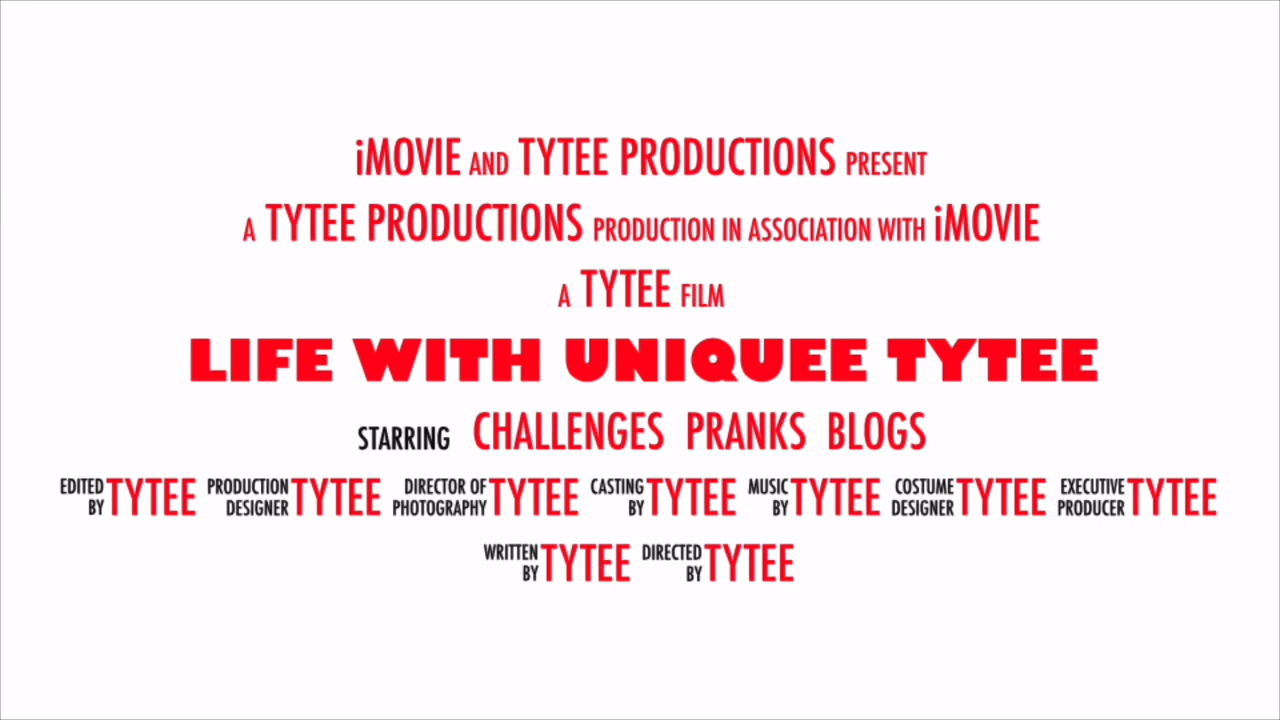 iMOVIE AND TYTEE PRODUCTIONS PRESENT
A TYTEE PRODUCTIONS PRODUCTION IN ASSOCIATION WITH iMOVIE
A TYTEE FILM
LIFE WITH UNIQUEE TYTEE
STARRING CHALLENGES PRANKS BLOGS
EDITED BY TYTEE PRODUCTION DESIGNER TYTEE DIRECTOR OF PHOTOGRAPHY TYTEE CASTING BY TYTEE MUSIC BY TYTEE COSTUME DESIGNER TYTEE EXECUTIVE PRODUCER TYTEE
WRITTEN BY TYTEE DIRECTED BY TYTEE